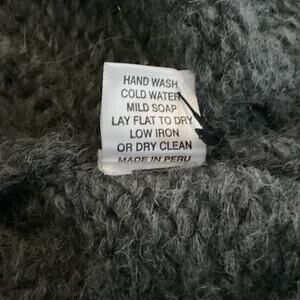 HAND WASH
COLD WATER
MILD SOAP
LAY FLAT TO DRY
LOW IRON
OR DRY CLEAN
MADE IN PERU